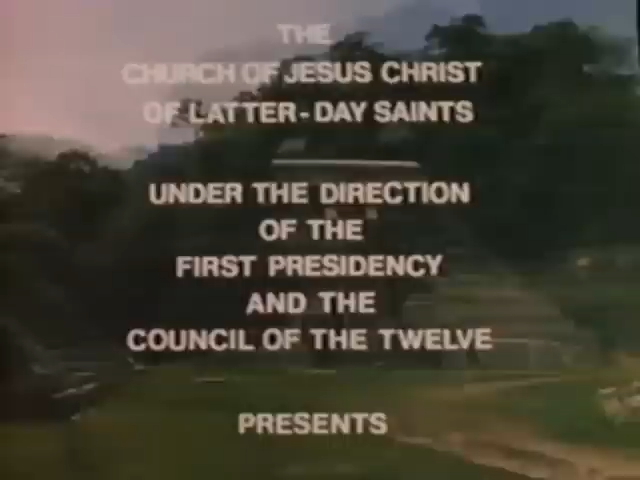 THE
CHURCH OF JESUS CHRIST
OF LATTER-DAY SAINTS
UNDER THE DIRECTION
OF THE
FIRST PRESIDENCY
AND THE
COUNCIL OF THE TWELVE
PRESENTS